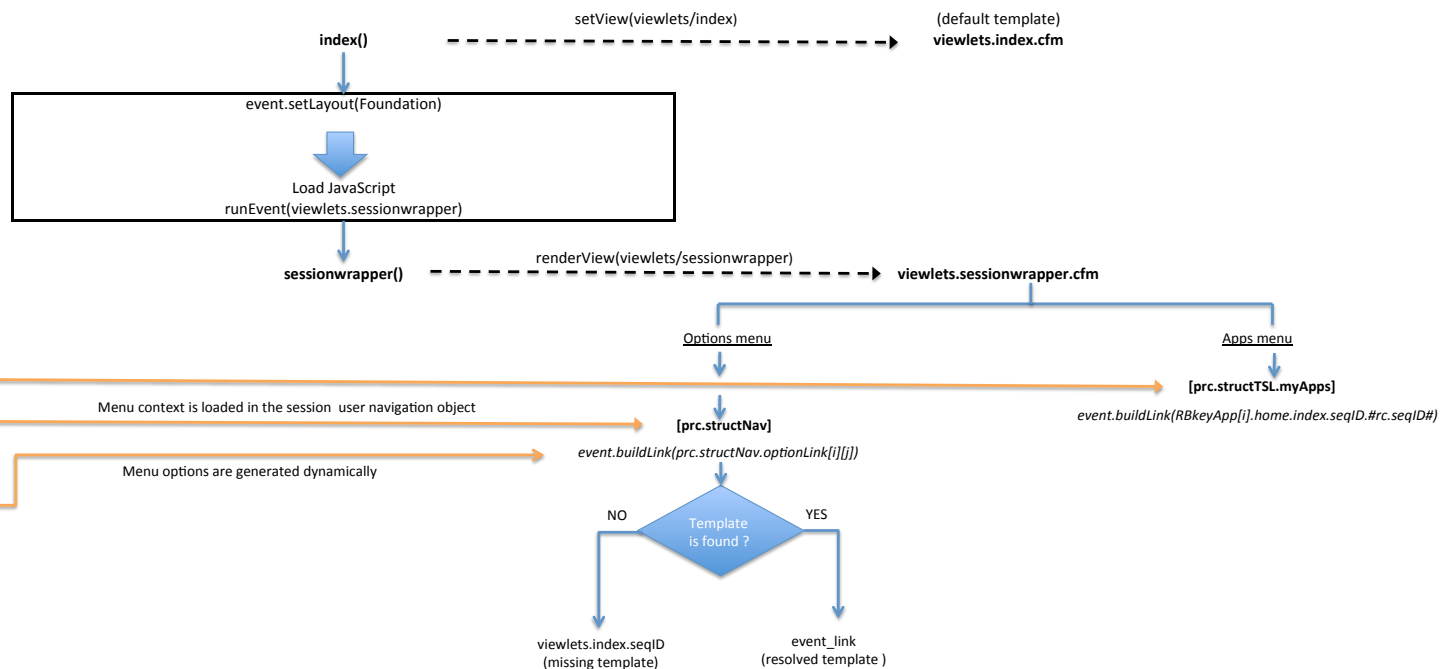 setView(viewlets/index)
(default template)
index()
viewlets.index.cfm
event.setLayout(Foundation)
Load JavaScript
runEvent(viewlets.sessionwrapper)
renderView(viewlets/sessionwrapper)
sessionwrapper()
viewlets.sessionwrapper.cfm
Options menu
Apps menu
[prc.structTSL.myApps]
Menu context is loaded in the session user navigation object
event.buildLink(RBkeyApp[i].home.index.seqID.#rc.seqID#)
[prc.structNav]
event.buildLink(prc.structNav.optionLink[i][j])
Menu options are generated dynamically
NO
YES
Template
is found ?
viewlets.index.seqID
(missing template)
event_link
(resolved template )